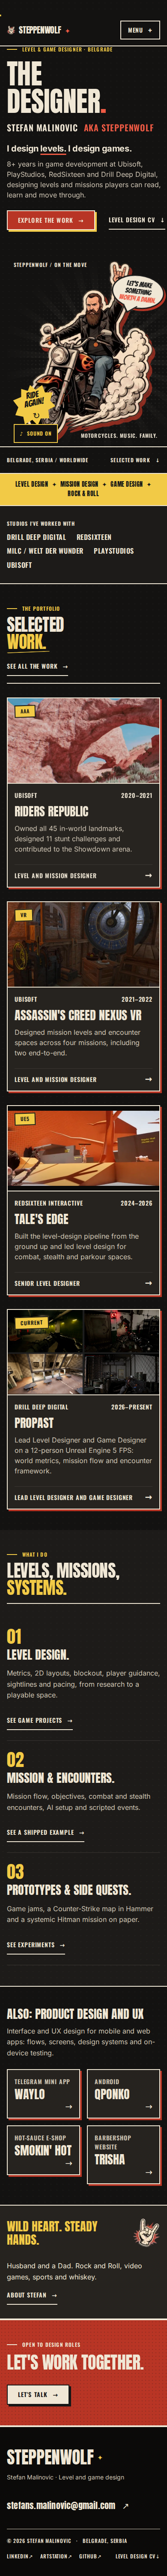 STEPPENWOLF
MENU
LEVEL & GAME DESIGNER · BELGRADE
THE
DESIGNER.
STEFAN MALINOVIC AKA STEPPENWOLF
I design levels. I design games.
8+ years in game development at Ubisoft,
PlayStudios, RedSixteen and Drill Deep Digital,
designing levels and missions players can read,
learn and move through.
EXPLORE THE WORK →
LEVEL DESIGN CV ↓
STEPPENWOLF / ON THE MOVE
LET'S MAKE
SOMETHING
WORTH A DAMN.
RIDE
AGAIN!
↻
♪ SOUND ON
MOTORCYCLES. MUSIC. FAMILY.
BELGRADE, SERBIA / WORLDWIDE
SELECTED WORK ↓
LEVEL DESIGN ✦ MISSION DESIGN ✦ GAME DESIGN ✦
ROCK & ROLL
STUDIOS I'VE WORKED WITH
DRILL DEEP DIGITAL REDSIXTEEN
MILC / WELT DER WUNDER PLAYSTUDIOS
UBISOFT
THE PORTFOLIO
SELECTED
WORK.
SEE ALL THE WORK →
AAA
UBISOFT 2020–2021
RIDERS REPUBLIC
Owned all 45 in-world landmarks,
designed 11 stunt challenges and
contributed to the Showdown arena.
LEVEL AND MISSION DESIGNER →
VR
UBISOFT 2021–2022
ASSASSIN'S CREED NEXUS VR
Designed mission levels and encounter
spaces across four missions, including
two end-to-end.
LEVEL AND MISSION DESIGNER →
UE5
REDSIXTEEN INTERACTIVE 2024–2026
TALE'S EDGE
Built the level-design pipeline from the
ground up and led level design for
combat, stealth and parkour spaces.
SENIOR LEVEL DESIGNER →
CURRENT
DRILL DEEP DIGITAL 2026–PRESENT
PROPAST
Lead Level Designer and Game Designer
on a 12-person Unreal Engine 5 FPS:
world metrics, mission flow and encounter
framework.
LEAD LEVEL DESIGNER AND GAME DESIGNER →
WHAT I DO
LEVELS, MISSIONS,
SYSTEMS.
01
LEVEL DESIGN.
Metrics, 2D layouts, blockout, player guidance,
sightlines and pacing, from research to a
playable space.
SEE GAME PROJECTS →
02
MISSION & ENCOUNTERS.
Mission flow, objectives, combat and stealth
encounters, AI setup and scripted events.
SEE A SHIPPED EXAMPLE →
03
PROTOTYPES & SIDE QUESTS.
Game jams, a Counter-Strike map in Hammer
and a systemic Hitman mission on paper.
SEE EXPERIMENTS →
ALSO: PRODUCT DESIGN AND UX
Interface and UX design for mobile and web
apps: flows, screens, design systems and on-
device testing.
TELEGRAM MINI APP
WAYLO
→
ANDROID
QPONKO
→
HOT-SAUCE E-SHOP
SMOKIN' HOT
→
BARBERSHOP
WEBSITE
TRISHA
→
WILD HEART. STEADY
HANDS.
Husband and a Dad. Rock and Roll, video
games, sports and whiskey.
ABOUT STEFAN →
OPEN TO DESIGN ROLES
LET'S WORK TOGETHER.
LET'S TALK →
STEPPENWOLF
Stefan Malinovic · Level and game design
stefans.malinovic@gmail.com ↗
© 2026 STEFAN MALINOVIC · BELGRADE, SERBIA
LINKEDIN↗ ARTSTATION↗ GITHUB↗ LEVEL DESIGN CV↓